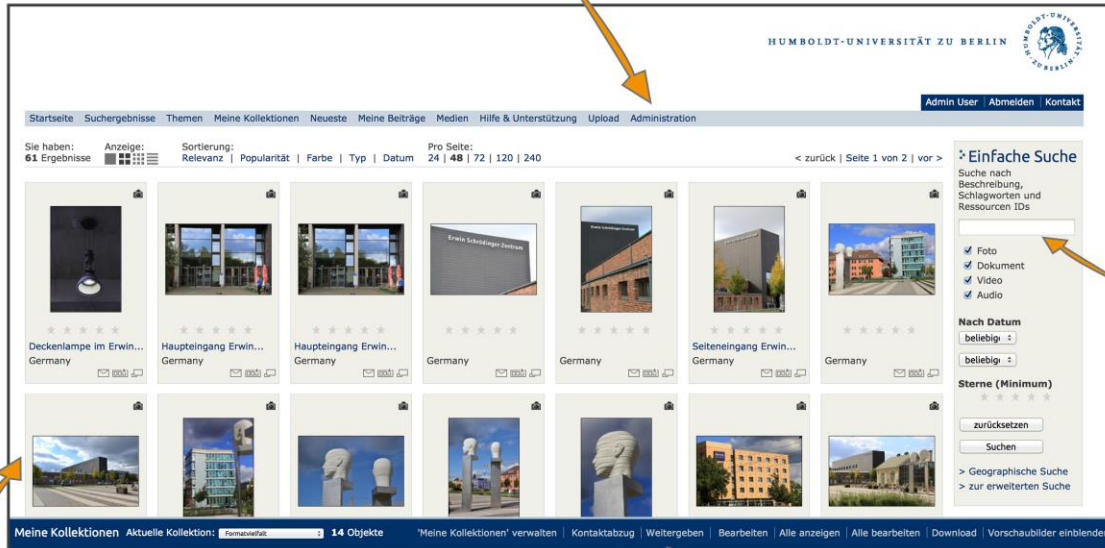 HUMBOLDT-UNIVERSITÄT ZU BERLIN
Admin User | Abmelden | Kontakt
Startseite Suchergebnisse Themen Meine Kollektionen Neueste Meine Beiträge Medien Hilfe & Unterstützung Upload Administration
Sie haben: Anzeige: Sortierung: Pro Seite:
61 Ergebnisse Relevanz | Popularität | Farbe | Typ | Datum 24 | 48 | 72 | 120 | 240 < zurück | Seite 1 von 2 | vor >
Erwin Schrödinger-Zentrum
Deckenlampe im Erwin... Haupteingang Erwin... Haupteingang Erwin... Seiteneingang Erwin...
Germany Germany Germany Germany Germany Germany Germany
Einfache Suche
Suche nach
Beschreibung,
Schlagworten und
Ressourcen IDs
Foto
Dokument
Video
Audio
Nach Datum
beliebig
beliebig
Sterne (Minimum)
zurücksetzen
Suchen
> Geographische Suche
> zur erweiterten Suche
Meine Kollektionen Aktuelle Kollektion: Formatvielfalt 14 Objekte 'Meine Kollektionen' verwalten | Kontaktabzug | Weitergeben | Bearbeiten | Alle anzeigen | Alle bearbeiten | Download | Vorschaubilder einblenden